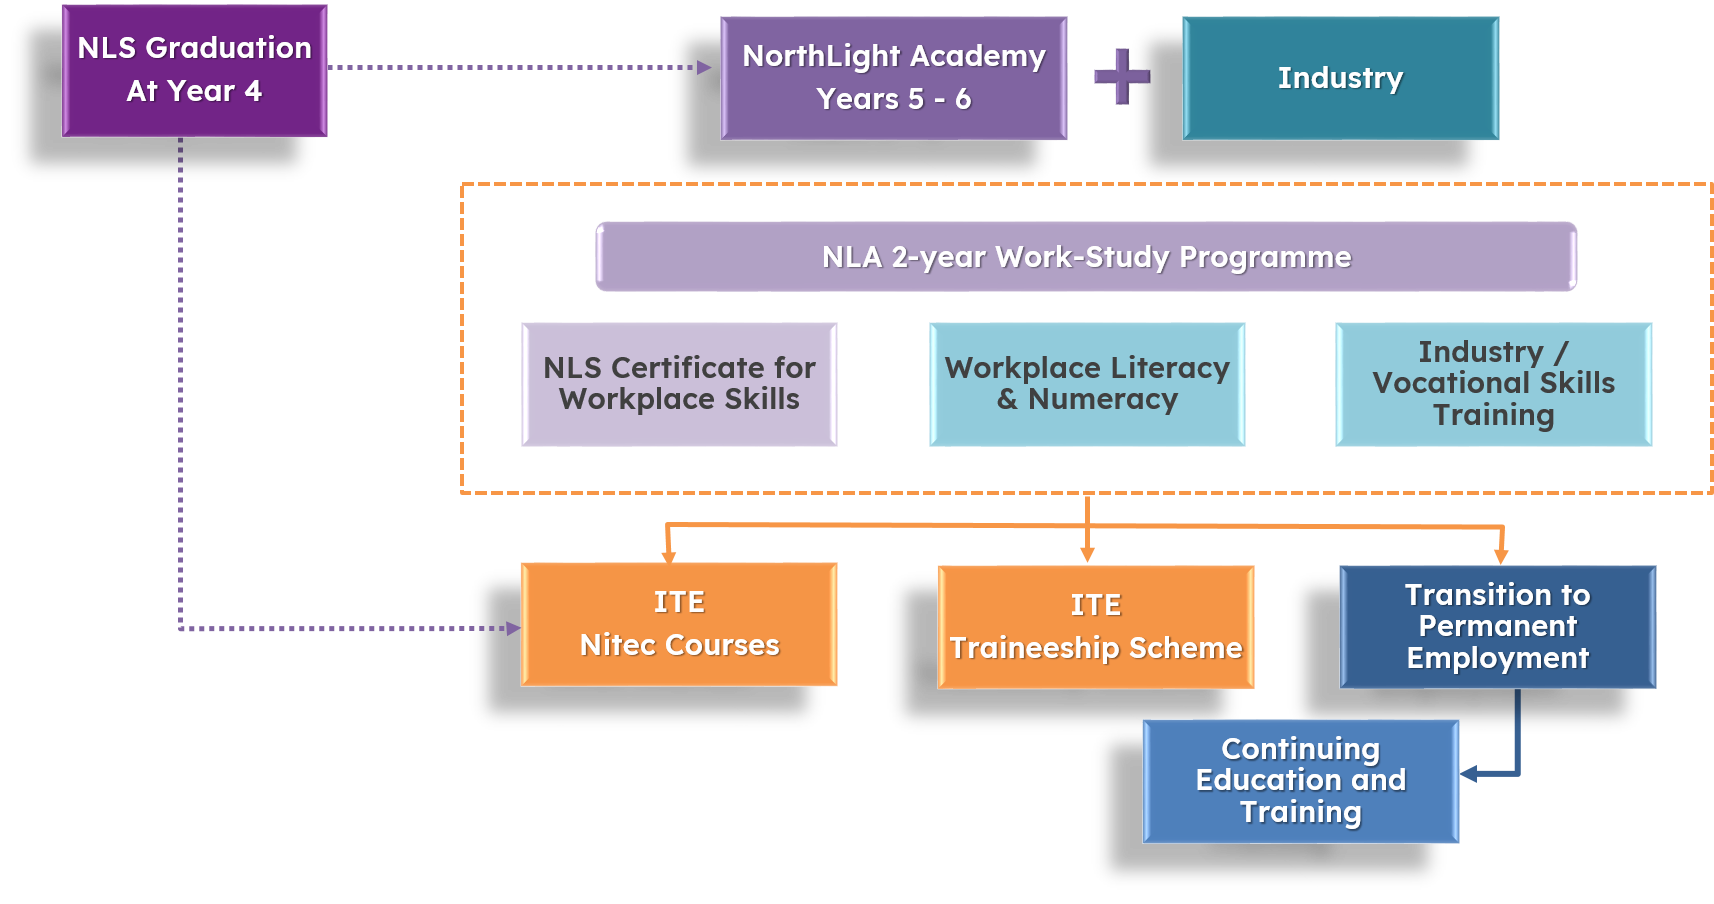 NLS Graduation
At Year 4
NorthLight Academy
Years 5 - 6
Industry
NLA 2-year Work-Study Programme
NLS Certificate for
Workplace Skills
Workplace Literacy
& Numeracy
Industry /
Vocational Skills
Training
ITE
Nitec Courses
ITE
Traineeship Scheme
Transition to
Permanent
Employment
Continuing
Education and
Training